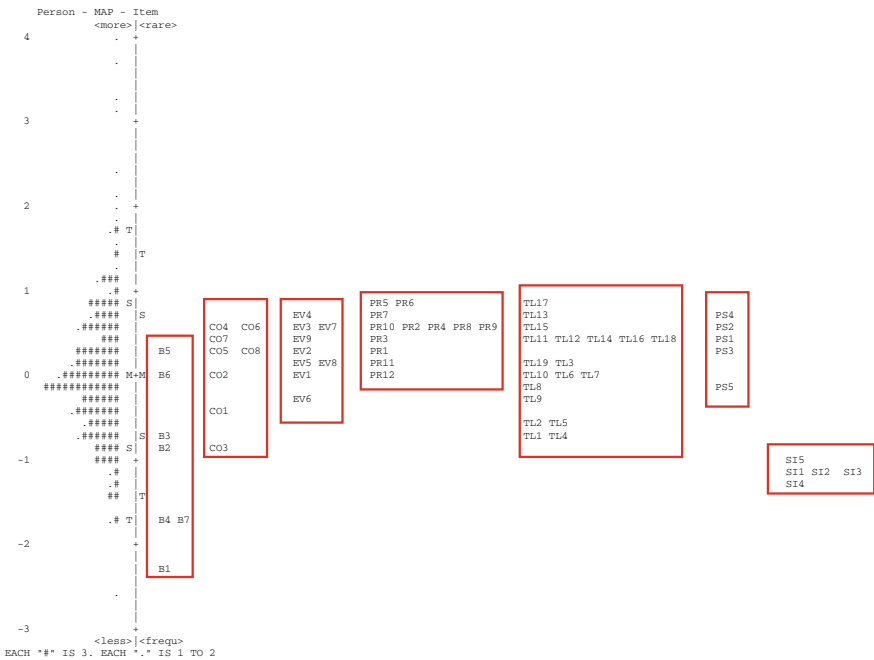 Person - MAP - Item
<more>|<rare>
4 . +
|
. |
|
|
. |
. |
3 +
|
|
|
. |
|
. |
2 . +
. |
.# T|
. |
# |T
. |
.### |
1 .# +
##### S| PR5 PR6 TL17
.#### |S EV4 PR7 TL13 PS4
.###### | CO4 CO6 EV3 EV7 PR10 PR2 PR4 PR8 PR9 TL15 PS2
### | CO7 EV9 PR3 TL11 TL12 TL14 TL16 TL18 PS1
####### | B5 CO5 CO8 EV2 PR1 PS3
.####### | EV5 EV8 PR11 TL19 TL3
0 .######### M+M B6 CO2 EV1 PR12 TL10 TL6 TL7
############ | TL8 PS5
###### | EV6 TL9
.####### | CO1
.##### | TL2 TL5
.###### |S B3 TL1 TL4
#### S| B2 CO3
-1 #### + SI5
.# | SI1 SI2 SI3
.# | SI4
## |T
|
.# T| B4 B7
|
-2 +
|
| B1
|
. |
|
|
-3 +
<less>|<frequ>
EACH "#" IS 3. EACH "." IS 1 TO 2